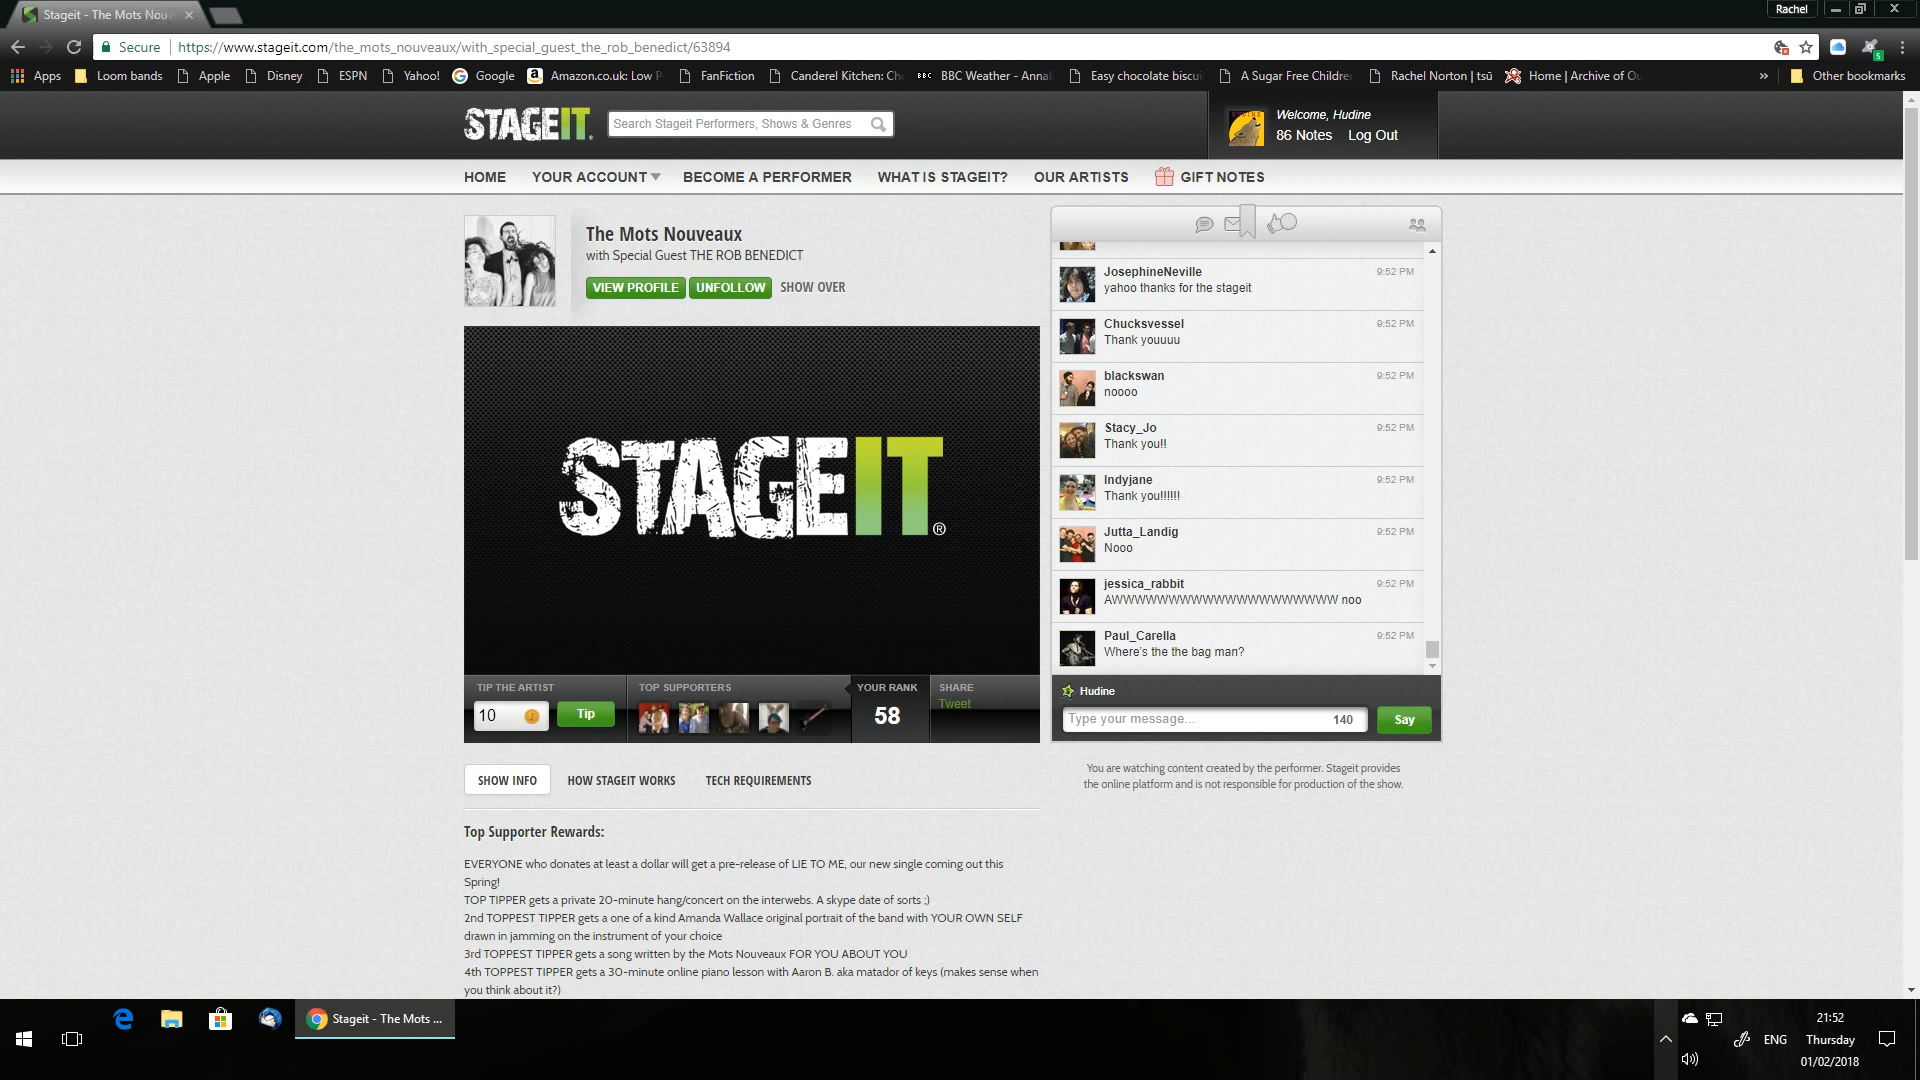 Stageit - The Mots Nou
Rachel
Secure
https://www.stageit.com/the_mots_nouveaux/with_special_guest_the_rob_benedict/63894
5
Apps Loom bands Apple Disney ESPN Yahoo! Google Amazon.co.uk: Low P FanFiction Canderel Kitchen: Ch BBC BBC Weather - Annal Easy chocolate biscui A Sugar Free Childre Rachel Norton | tsū Home | Archive of Ou » Other bookmarks
STAGEIT
Search Stageit Performers, Shows & Genres
Welcome, Hudine
86 Notes Log Out
HOME YOUR ACCOUNT BECOME A PERFORMER WHAT IS STAGEIT? OUR ARTISTS GIFT NOTES
The Mots Nouveaux
with Special Guest THE ROB BENEDICT
VIEW PROFILE UNFOLLOW SHOW OVER
STAGEIT®
TIP THE ARTIST
10
Tip
TOP SUPPORTERS
YOUR RANK
58
SHARE
Tweet
JosephineNeville 9:52 PM
yahoo thanks for the stageit
Chucksvessel 9:52 PM
Thank youuuu
blackswan 9:52 PM
noooo
Stacy_Jo 9:52 PM
Thank you!!
Indyjane 9:52 PM
Thank you!!!!!!
Jutta_Landig 9:52 PM
Nooo
jessica_rabbit 9:52 PM
AWWWWWWWWWWWWWWWWWWWW noo
Paul_Carella 9:52 PM
Where's the the bag man?
Hudine
Type your message... 140
Say
You are watching content created by the performer. Stageit provides
the online platform and is not responsible for production of the show.
SHOW INFO HOW STAGEIT WORKS TECH REQUIREMENTS
Top Supporter Rewards:
EVERYONE who donates at least a dollar will get a pre-release of LIE TO ME, our new single coming out this
Spring!
TOP TIPPER gets a private 20-minute hang/concert on the interwebs. A skype date of sorts ;)
2nd TOPPEST TIPPER gets a one of a kind Amanda Wallace original portrait of the band with YOUR OWN SELF
drawn in jamming on the instrument of your choice
3rd TOPPEST TIPPER gets a song written by the Mots Nouveaux FOR YOU ABOUT YOU
4th TOPPEST TIPPER gets a 30-minute online piano lesson with Aaron B. aka matador of keys (makes sense when
you think about it?)
Stageit - The Mots ...
ENG
21:52
Thursday
01/02/2018